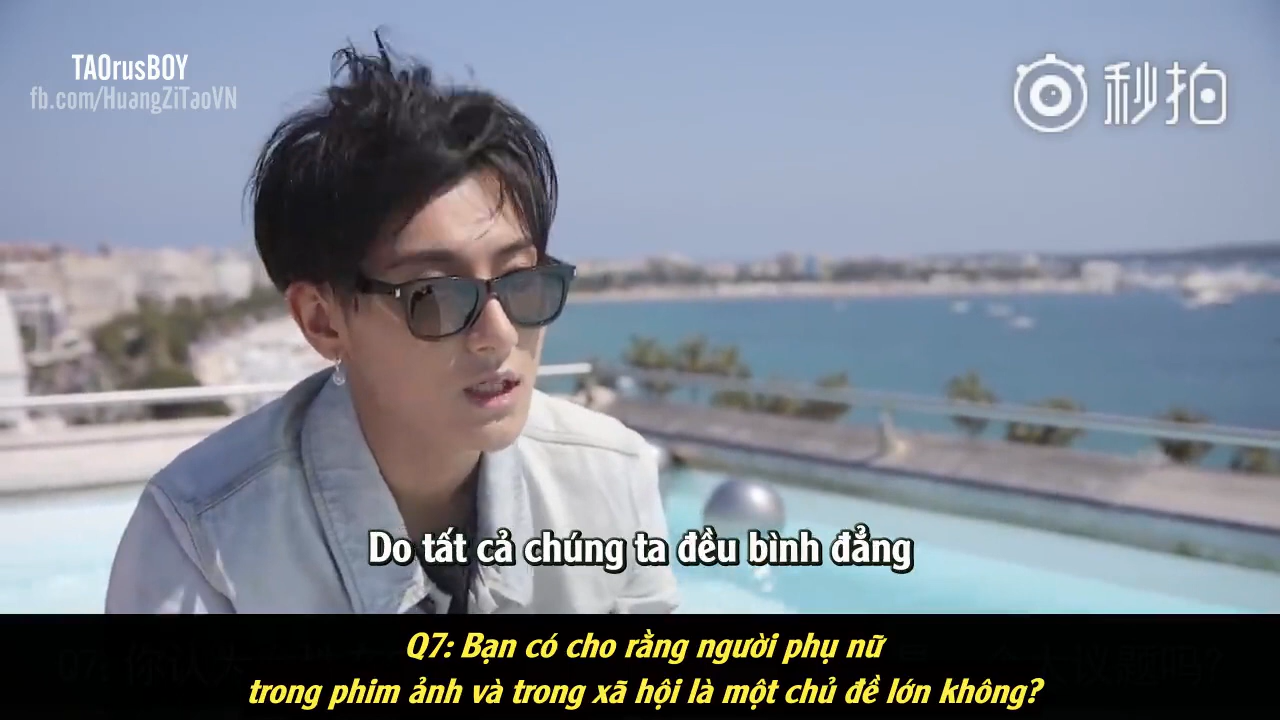 TAOrusBOY
fb.com/HuangZiTaoVN
秒拍
Do tất cả chúng ta đều bình đẳng
Q7: Bạn có cho rằng người phụ nữ
trong phim ảnh và trong xã hội là một chủ đề lớn không?